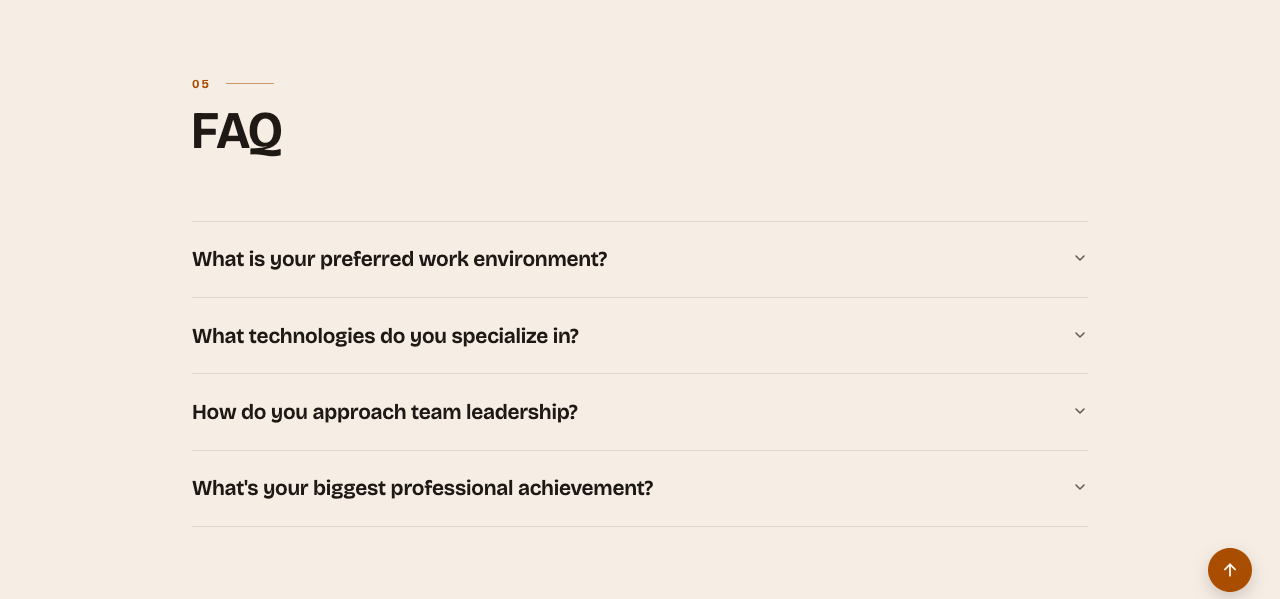 05
FAQ
What is your preferred work environment?
What technologies do you specialize in?
How do you approach team leadership?
What's your biggest professional achievement?